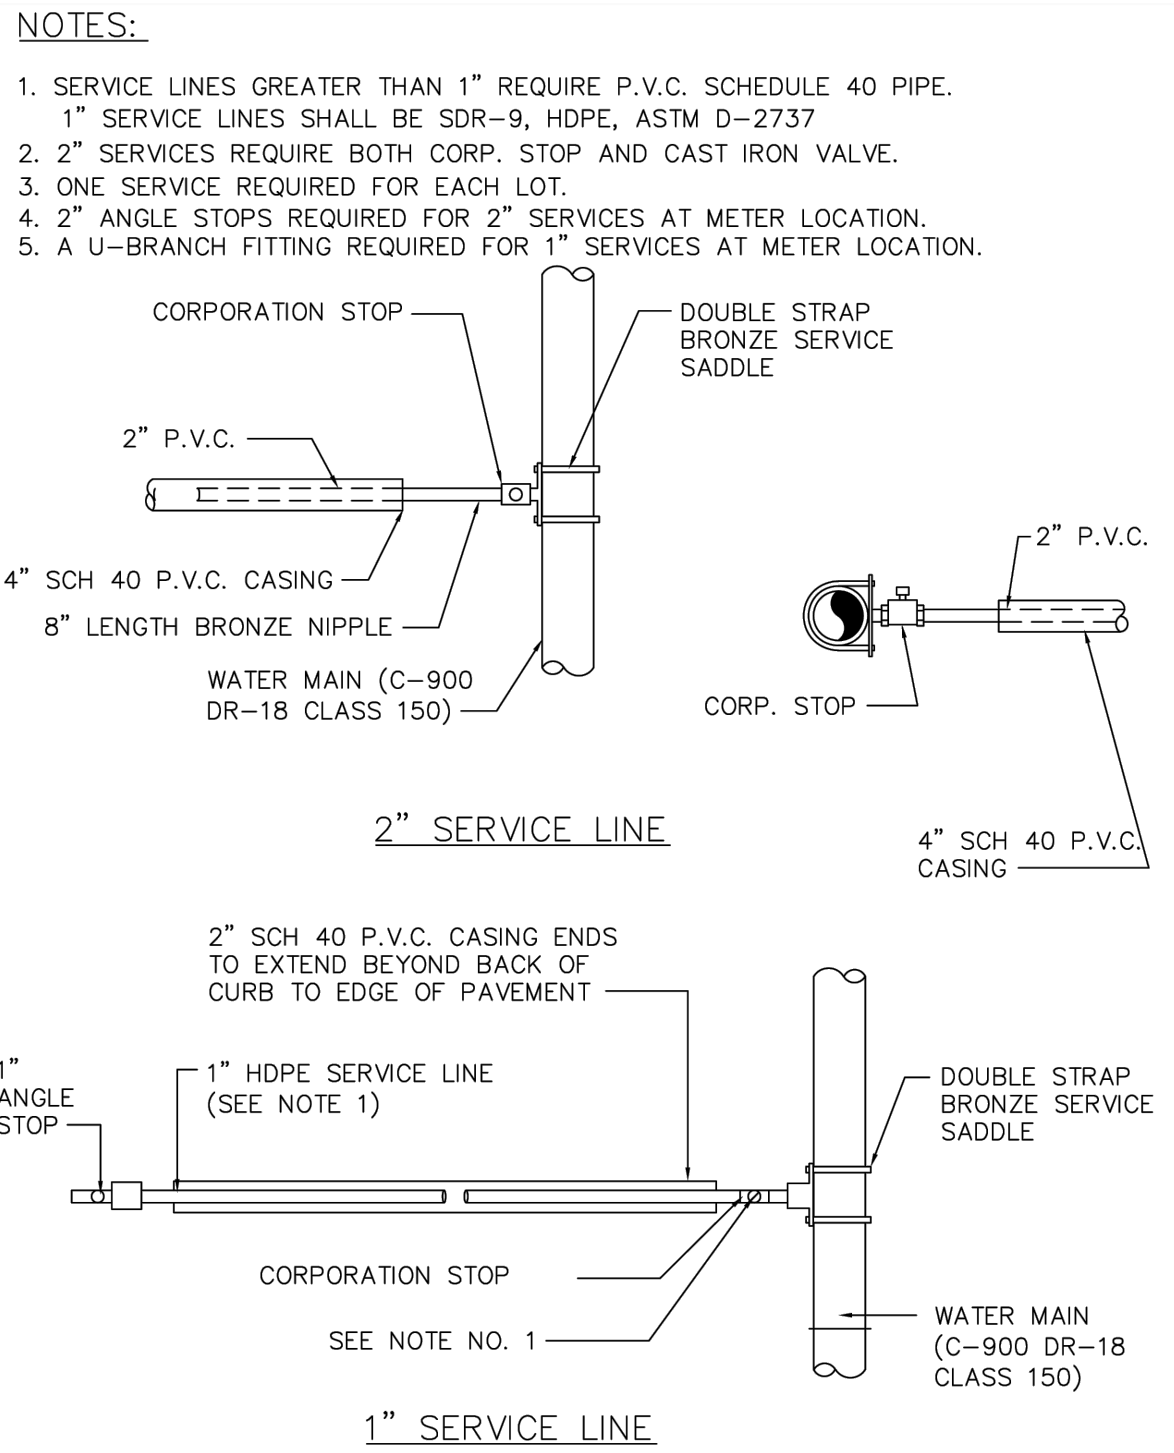 NOTES:
1. SERVICE LINES GREATER THAN 1" REQUIRE P.V.C. SCHEDULE 40 PIPE.
1" SERVICE LINES SHALL BE SDR-9, HDPE, ASTM D-2737
2. 2" SERVICES REQUIRE BOTH CORP. STOP AND CAST IRON VALVE.
3. ONE SERVICE REQUIRED FOR EACH LOT.
4. 2" ANGLE STOPS REQUIRED FOR 2" SERVICES AT METER LOCATION.
5. A U-BRANCH FITTING REQUIRED FOR 1" SERVICES AT METER LOCATION.
CORPORATION STOP
DOUBLE STRAP
BRONZE SERVICE
SADDLE
2" P.V.C.
4" SCH 40 P.V.C. CASING
8" LENGTH BRONZE NIPPLE
WATER MAIN (C-900
DR-18 CLASS 150)
2" P.V.C.
CORP. STOP
4" SCH 40 P.V.C.
CASING
2" SERVICE LINE
2" SCH 40 P.V.C. CASING ENDS
TO EXTEND BEYOND BACK OF
CURB TO EDGE OF PAVEMENT
1"
ANGLE
STOP
1" HDPE SERVICE LINE
(SEE NOTE 1)
DOUBLE STRAP
BRONZE SERVICE
SADDLE
CORPORATION STOP
SEE NOTE NO. 1
WATER MAIN
(C-900 DR-18
CLASS 150)
1" SERVICE LINE